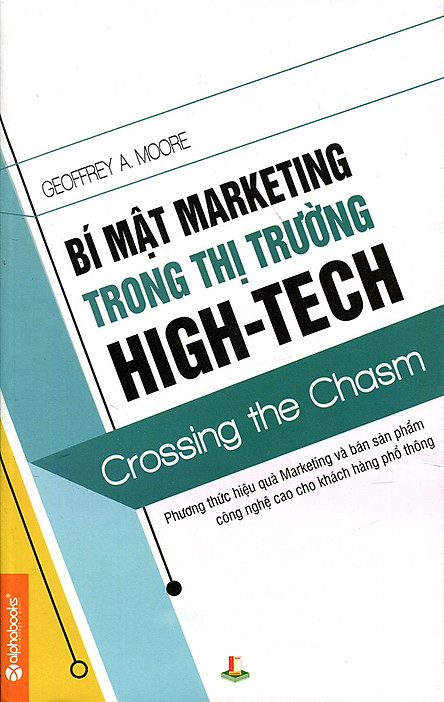 GEOFFREY A. MOORE
BÍ MẬT MARKETING
TRONG THỊ TRƯỜNG
HIGH-TECH
Crossing the Chasm
Phương thức hiệu quả Marketing và bán sản phẩm
công nghệ cao cho khách hàng phổ thông
alphabooks